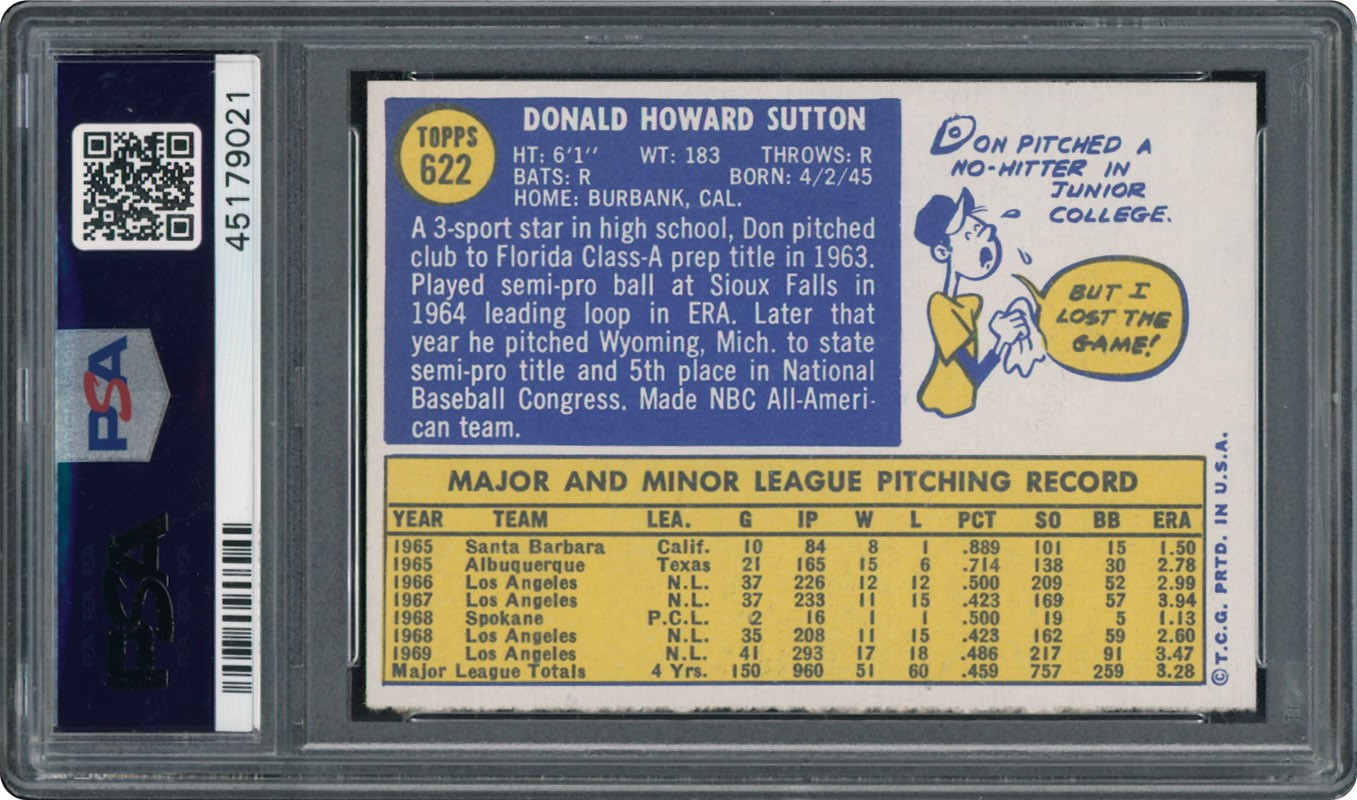 PSA
PSA
45179021
TOPPS
622
DONALD HOWARD SUTTON
HT: 6'1'' WT: 183 THROWS: R
BATS: R BORN: 4/2/45
HOME: BURBANK, CAL.
A 3-sport star in high school, Don pitched
club to Florida Class-A prep title in 1963.
Played semi-pro ball at Sioux Falls in
1964 leading loop in ERA. Later that
year he pitched Wyoming, Mich. to state
semi-pro title and 5th place in National
Baseball Congress. Made NBC All-Ameri-
can team.
DON PITCHED A
NO-HITTER IN
JUNIOR
COLLEGE.
BUT I
LOST THE
GAME!
MAJOR AND MINOR LEAGUE PITCHING RECORD
YEAR TEAM LEA. G IP W L PCT SO BB ERA
1965 Santa Barbara Calif. 10 84 8 1 .889 101 15 1.50
1965 Albuquerque Texas 21 165 15 6 .714 138 30 2.78
1966 Los Angeles N.L. 37 226 12 12 .500 209 52 2.99
1967 Los Angeles N.L. 37 233 11 15 .423 169 57 3.94
1968 Spokane P.C.L. 2 16 1 1 .500 19 5 1.13
1968 Los Angeles N.L. 35 208 11 15 .423 162 59 2.60
1969 Los Angeles N.L. 41 293 17 18 .486 217 91 3.47
Major League Totals 4 Yrs. 150 960 51 60 .459 757 259 3.28
© T.C.G. PRTD. IN U.S.A.